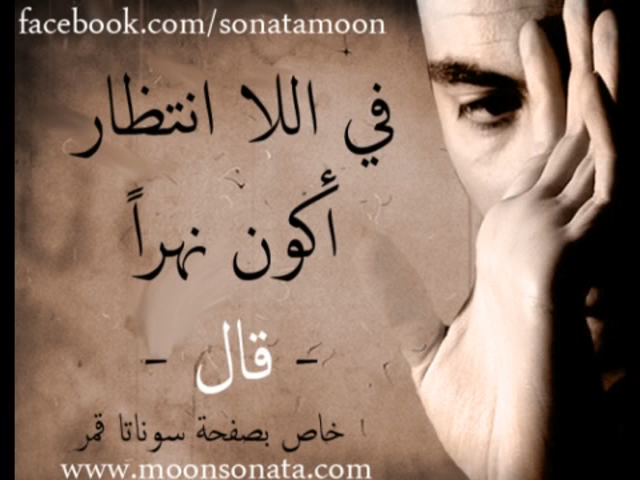 facebook.com/sonatamoon
في اللا انتظار
أكون نهراً
- قال -
خاص بصفحة سوناتا قمر
www.moonsonata.com